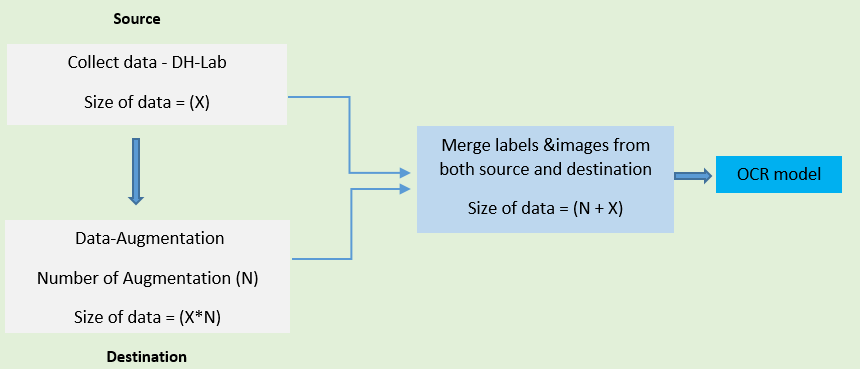 Source
Collect data - DH-Lab
Size of data = (X)
Data-Augmentation
Number of Augmentation (N)
Size of data = (X*N)
Destination
Merge labels &images from
both source and destination
Size of data = (N + X)
OCR model